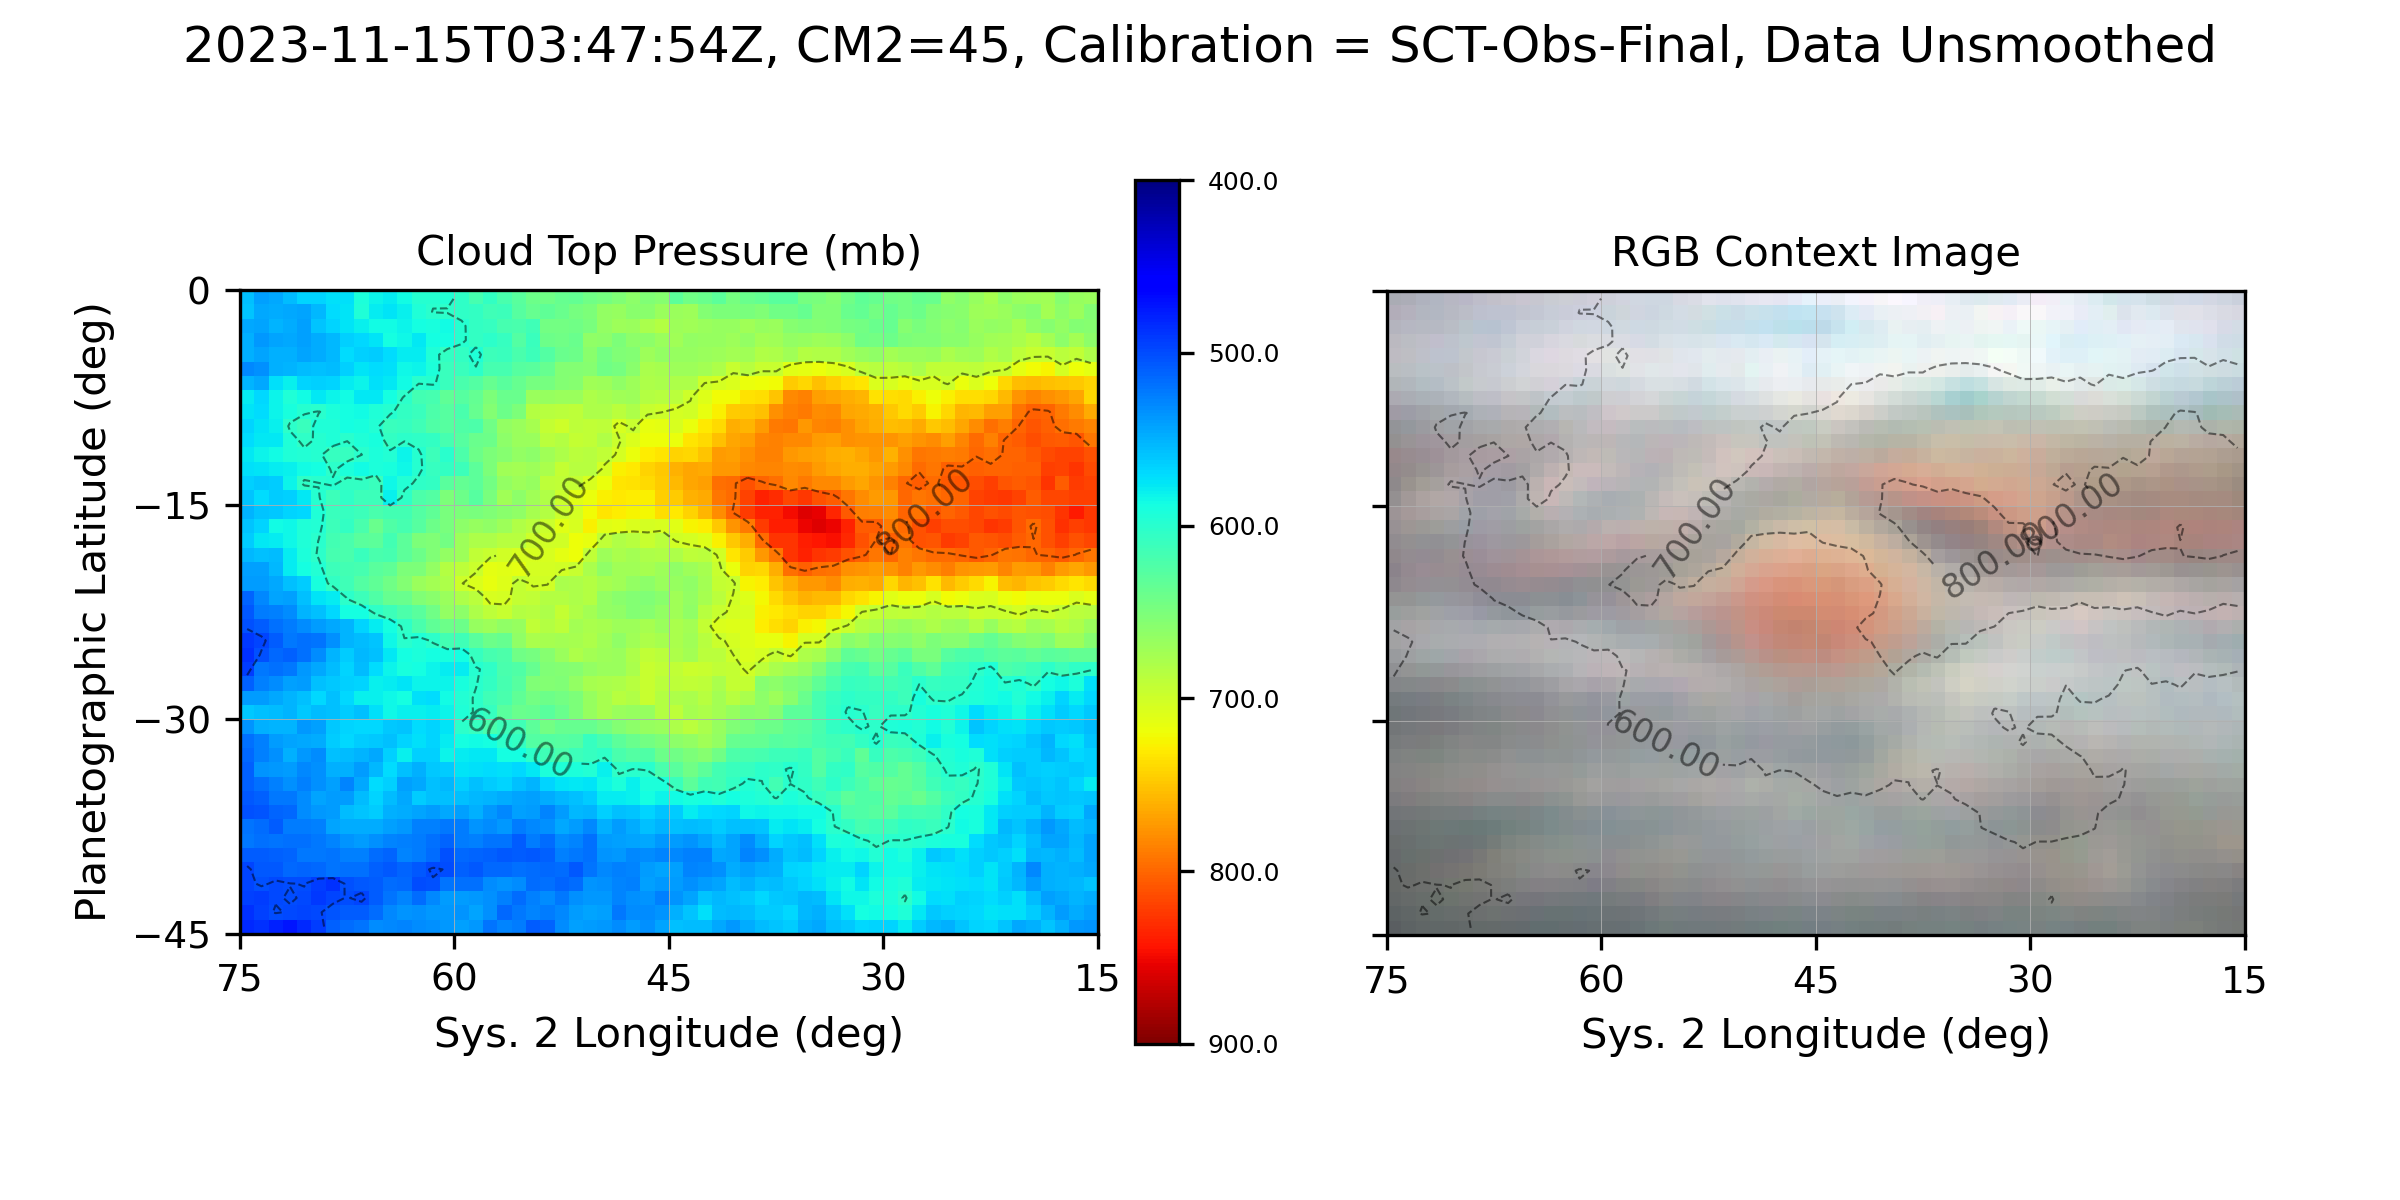 2023-11-15T03:47:54Z, CM2=45, Calibration = SCT-Obs-Final, Data Unsmoothed
Cloud Top Pressure (mb)
Planetographic Latitude (deg)
0
−15
−30
−45
75 60 45 30 15
Sys. 2 Longitude (deg)
700.00
800.00
600.00
400.0
500.0
600.0
700.0
800.0
900.0
RGB Context Image
700.00
800.00
800.00
600.00
75 60 45 30 15
Sys. 2 Longitude (deg)